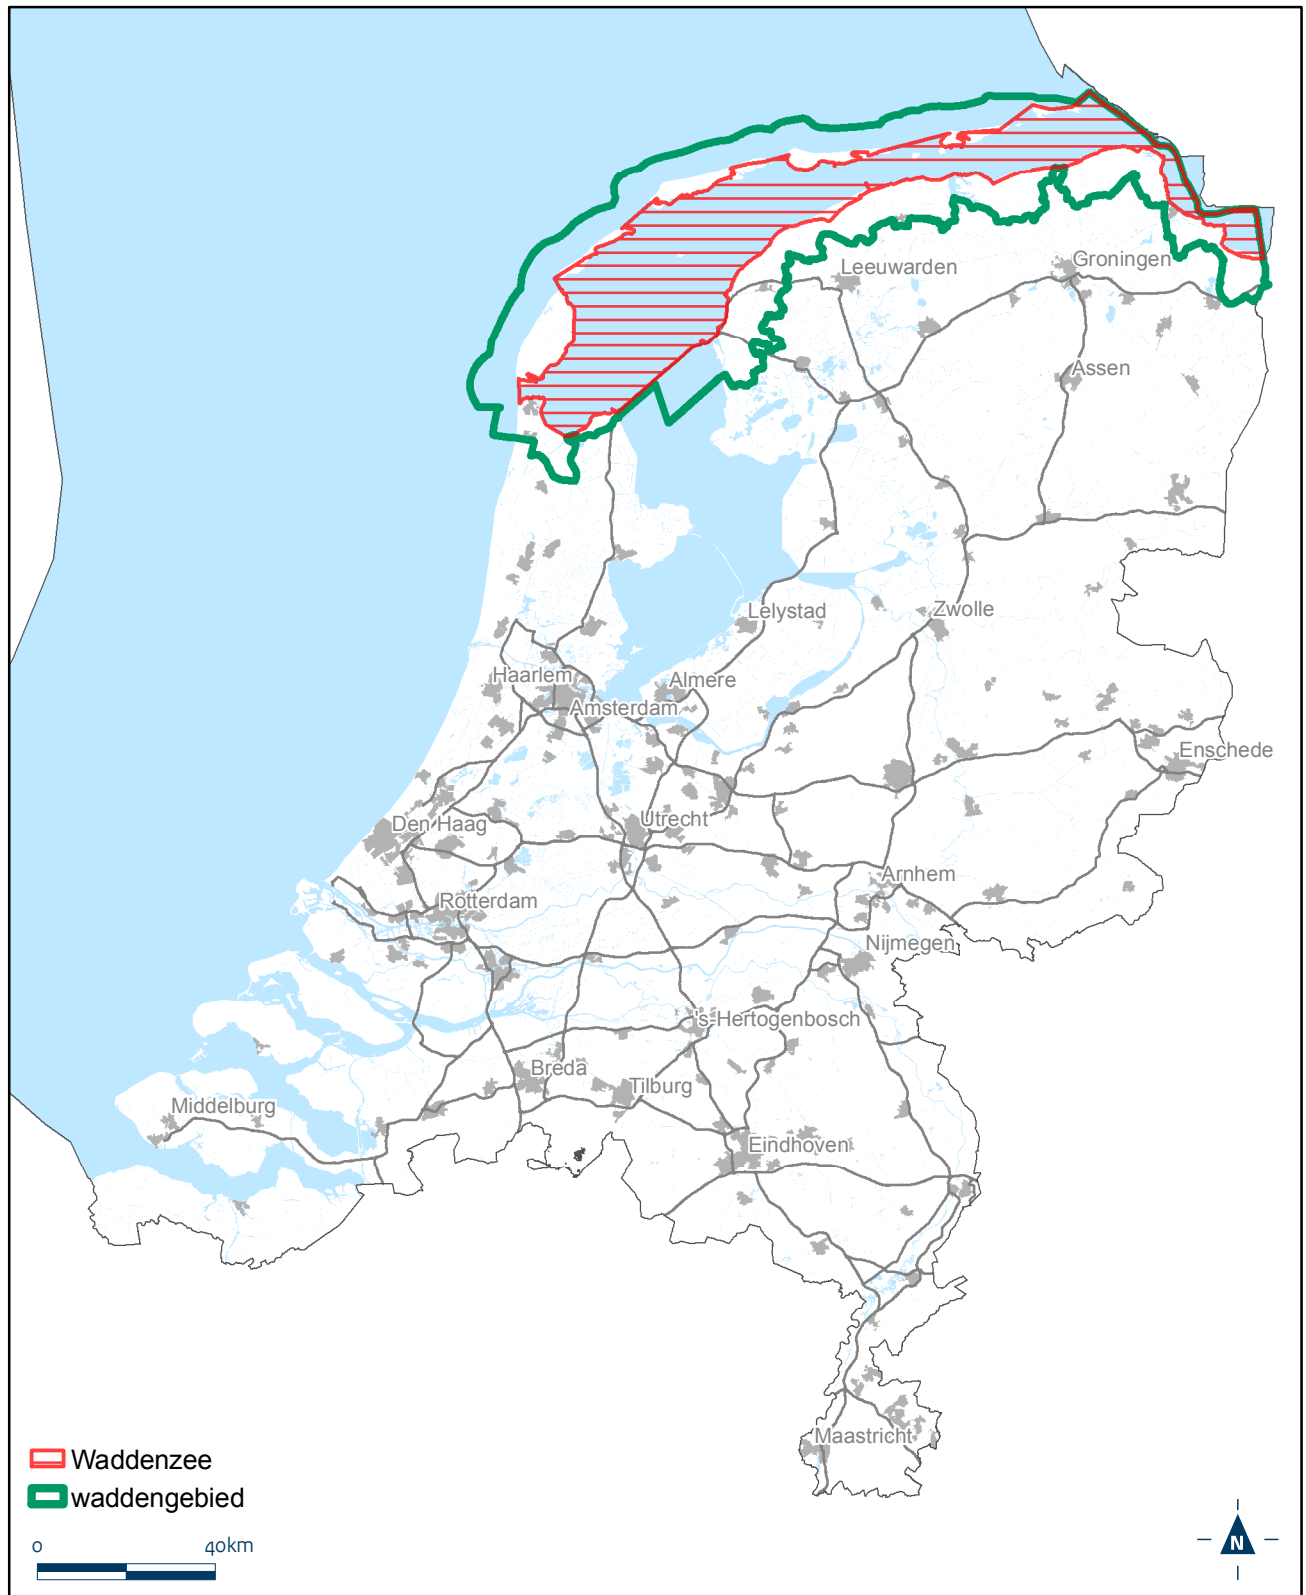 Leeuwarden
Groningen
Assen
Lelystad
Zwolle
Haarlem
Almere
Amsterdam
Enschede
Den Haag
Utrecht
Arnhem
Rotterdam
Nijmegen
's-Hertogenbosch
Breda
Tilburg
Middelburg
Eindhoven
Maastricht
Waddenzee
waddengebied
0 40km
N